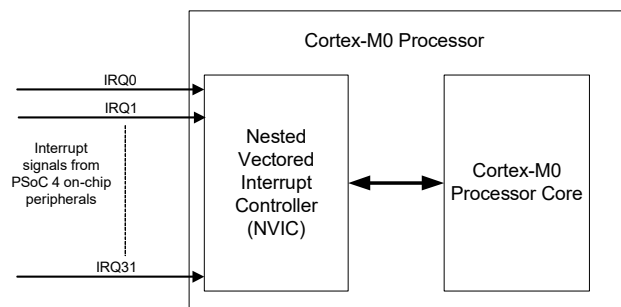 Cortex-M0 Processor
IRQ0
IRQ1
Interrupt
signals from
PSoC 4 on-chip
peripherals
IRQ31
Nested
Vectored
Interrupt
Controller
(NVIC)
Cortex-M0
Processor Core